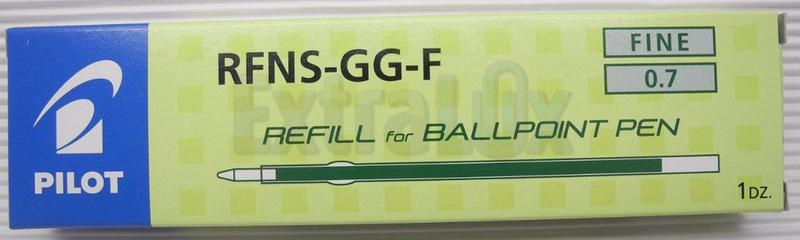 RFNS-GG-F
FINE
0.7
ExtraLux
REFILL for BALLPOINT PEN
PILOT
1 DZ.